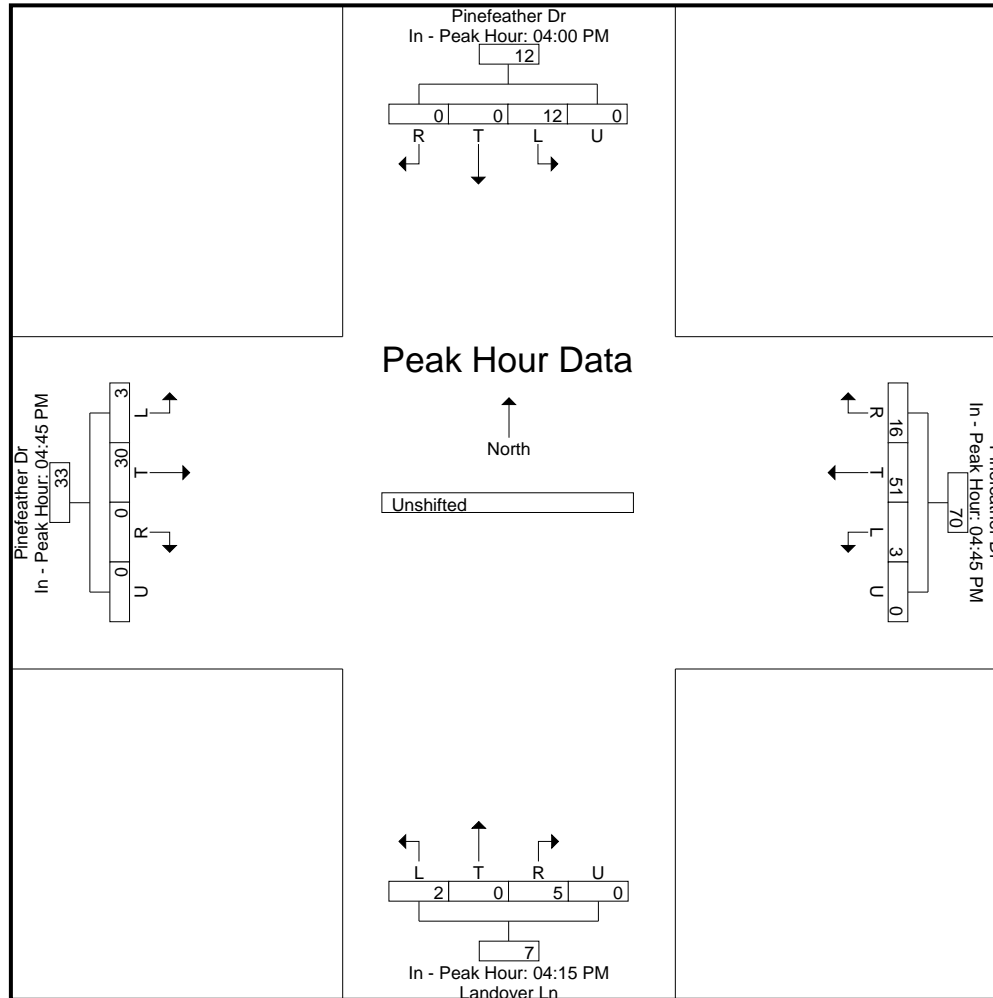 Pinefeather Dr
In - Peak Hour: 04:00 PM
12
0 0 12 0
R T L U
Peak Hour Data
North
Unshifted
Pinefeather Dr
In - Peak Hour: 04:45 PM
33
3 30 0 0
L T R U
In - Peak Hour: 04:45 PM
70
16 51 3 0
R T L U
L T R U
2 0 5 0
7
In - Peak Hour: 04:15 PM
Landover Ln